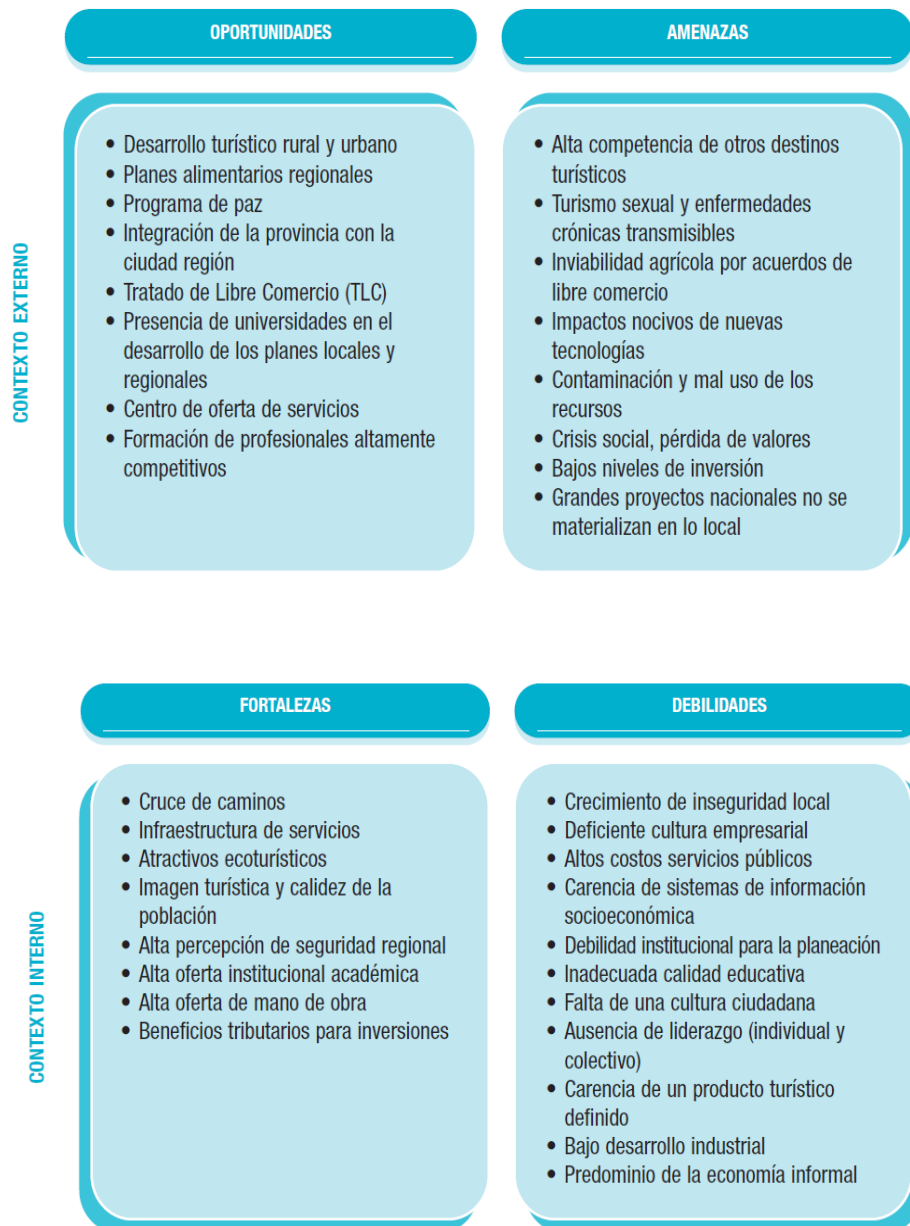 OPORTUNIDADES
AMENAZAS
CONTEXTO EXTERNO
• Desarrollo turístico rural y urbano
• Planes alimentarios regionales
• Programa de paz
• Integración de la provincia con la
ciudad región
• Tratado de Libre Comercio (TLC)
• Presencia de universidades en el
desarrollo de los planes locales y
regionales
• Centro de oferta de servicios
• Formación de profesionales altamente
competitivos
• Alta competencia de otros destinos
turísticos
• Turismo sexual y enfermedades
crónicas transmisibles
• Inviabilidad agrícola por acuerdos de
libre comercio
• Impactos nocivos de nuevas
tecnologías
• Contaminación y mal uso de los
recursos
• Crisis social, pérdida de valores
• Bajos niveles de inversión
• Grandes proyectos nacionales no se
materializan en lo local
FORTALEZAS
DEBILIDADES
CONTEXTO INTERNO
• Cruce de caminos
• Infraestructura de servicios
• Atractivos ecoturísticos
• Imagen turística y calidez de la
población
• Alta percepción de seguridad regional
• Alta oferta institucional académica
• Alta oferta de mano de obra
• Beneficios tributarios para inversiones
• Crecimiento de inseguridad local
• Deficiente cultura empresarial
• Altos costos servicios públicos
• Carencia de sistemas de información
socioeconómica
• Debilidad institucional para la planeación
• Inadecuada calidad educativa
• Falta de una cultura ciudadana
• Ausencia de liderazgo (individual y
colectivo)
• Carencia de un producto turístico
definido
• Bajo desarrollo industrial
• Predominio de la economía informal